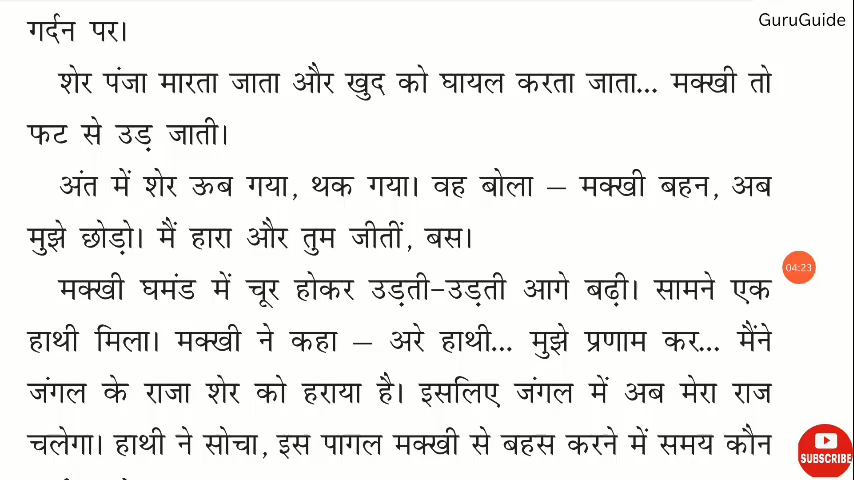 GuruGuide
गर्दन पर।
शेर पंजा मारता जाता और खुद को घायल करता जाता... मक्खी तो
फट से उड़ जाती।
अंत में शेर ऊब गया, थक गया। वह बोला – मक्खी बहन, अब
मुझे छोड़ो। मैं हारा और तुम जीतीं, बस।
04:23
मक्खी घमंड में चूर होकर उड़ती-उड़ती आगे बढ़ी। सामने एक
हाथी मिला। मक्खी ने कहा – अरे हाथी... मुझे प्रणाम कर... मैंने
जंगल के राजा शेर को हराया है। इसलिए जंगल में अब मेरा राज
चलेगा। हाथी ने सोचा, इस पागल मक्खी से बहस करने में समय कौन
SUBSCRIBE